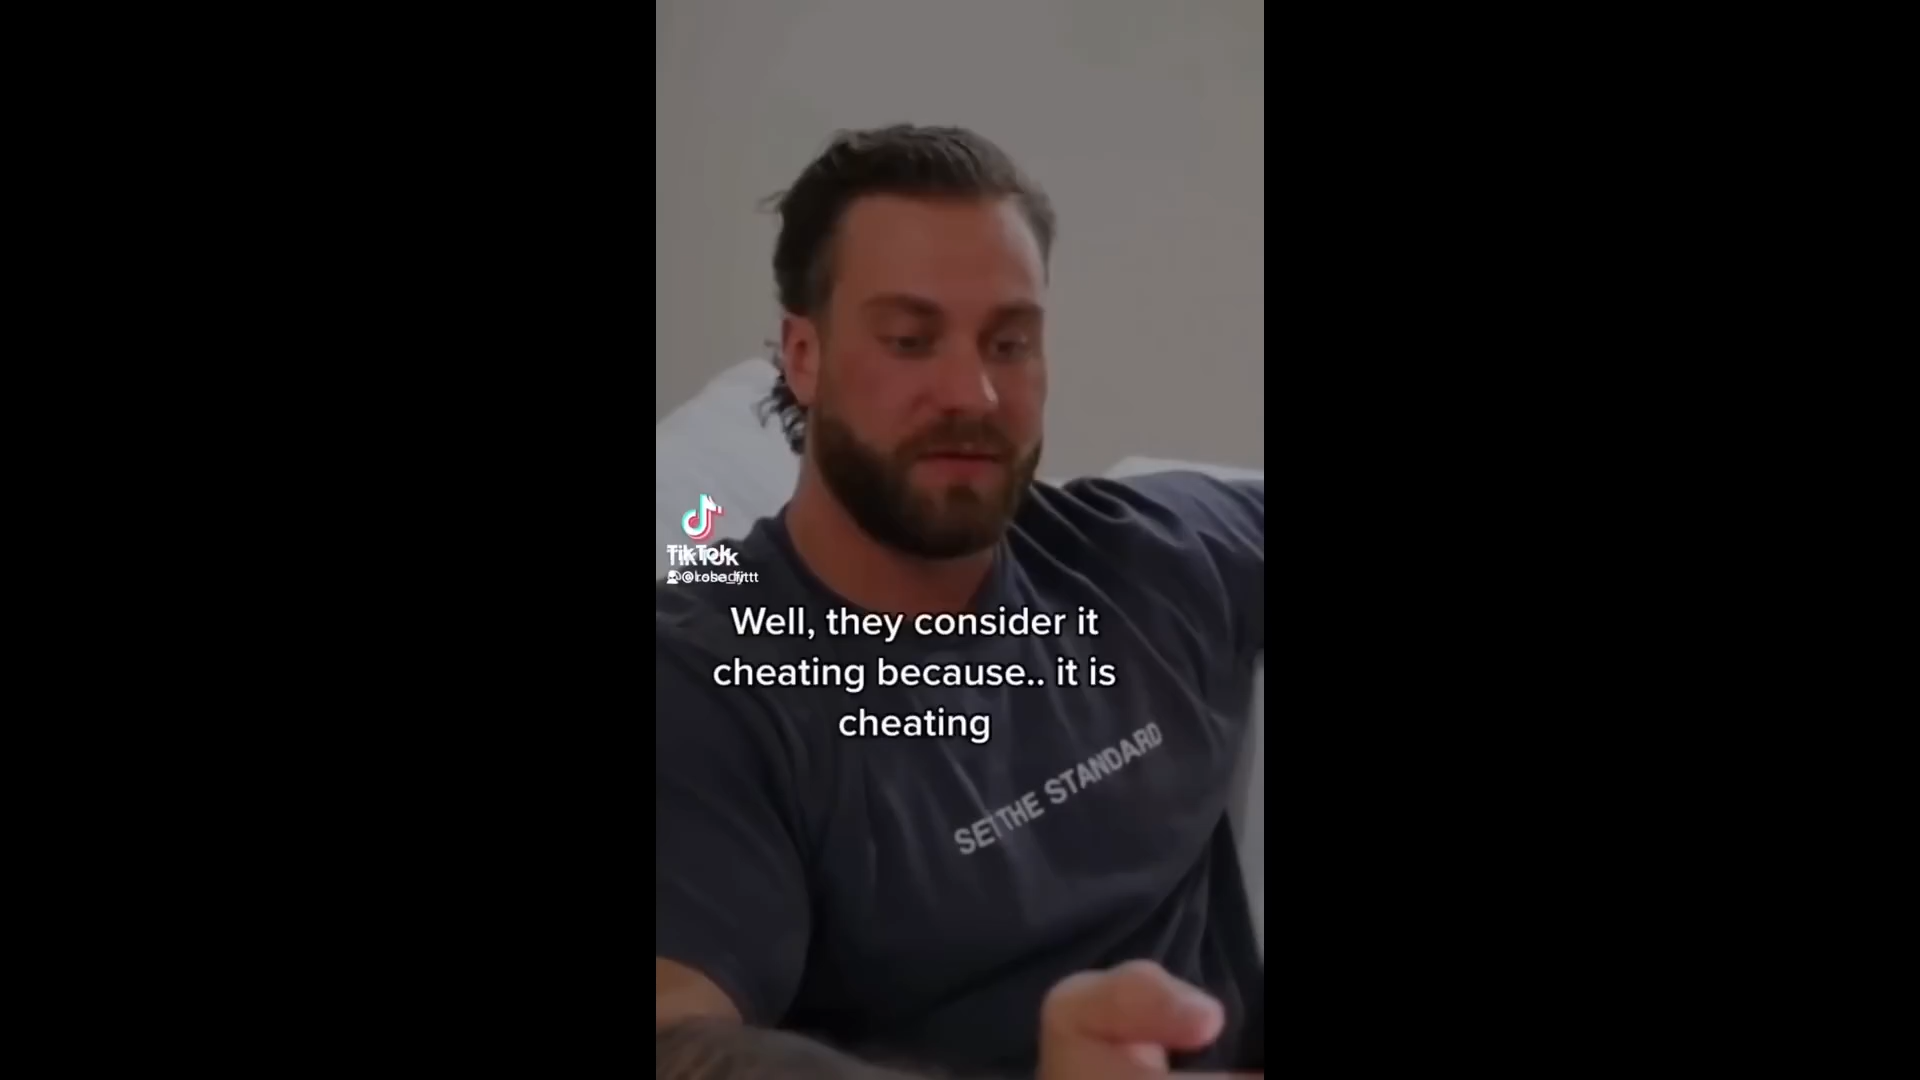 TikTok
Well, they consider it
cheating because.. it is
cheating
SET THE STANDARD